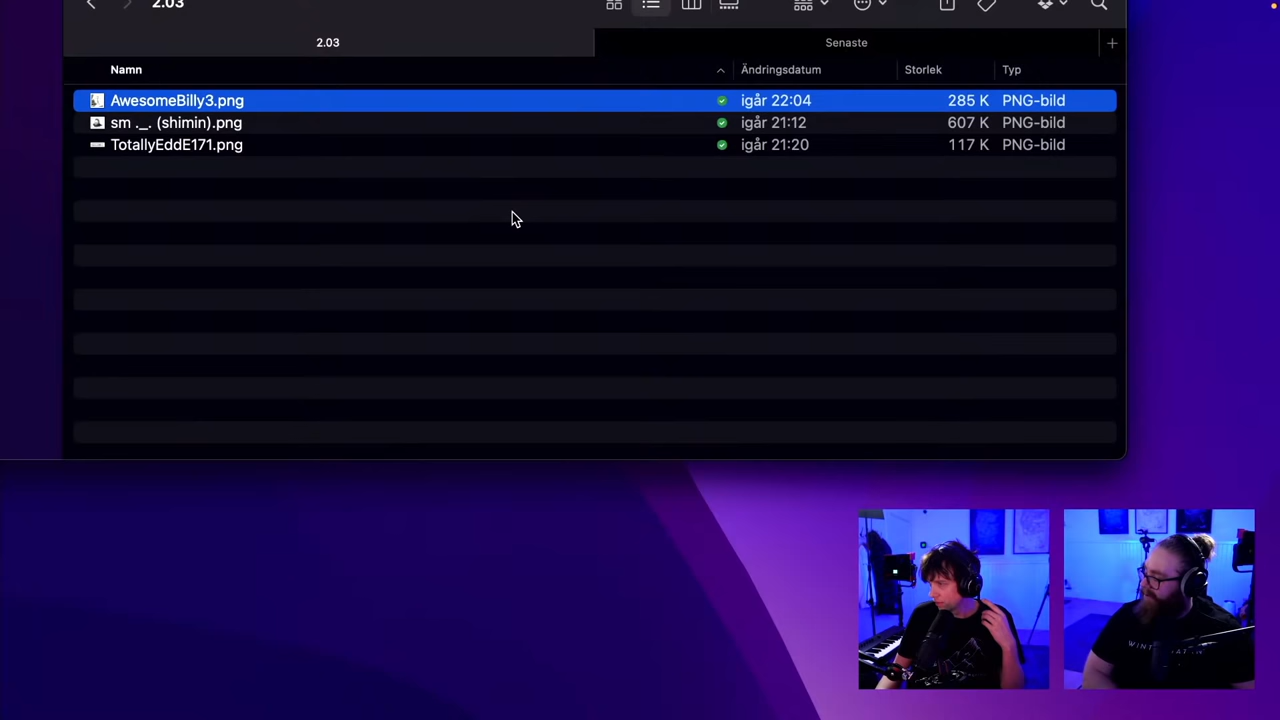 2.03
2.03 Senaste
Namn Ändringsdatum Storlek Typ
AwesomeBilly3.png igår 22:04 285 K PNG-bild
sm ._. (shimin).png igår 21:12 607 K PNG-bild
TotallyEddE171.png igår 21:20 117 K PNG-bild